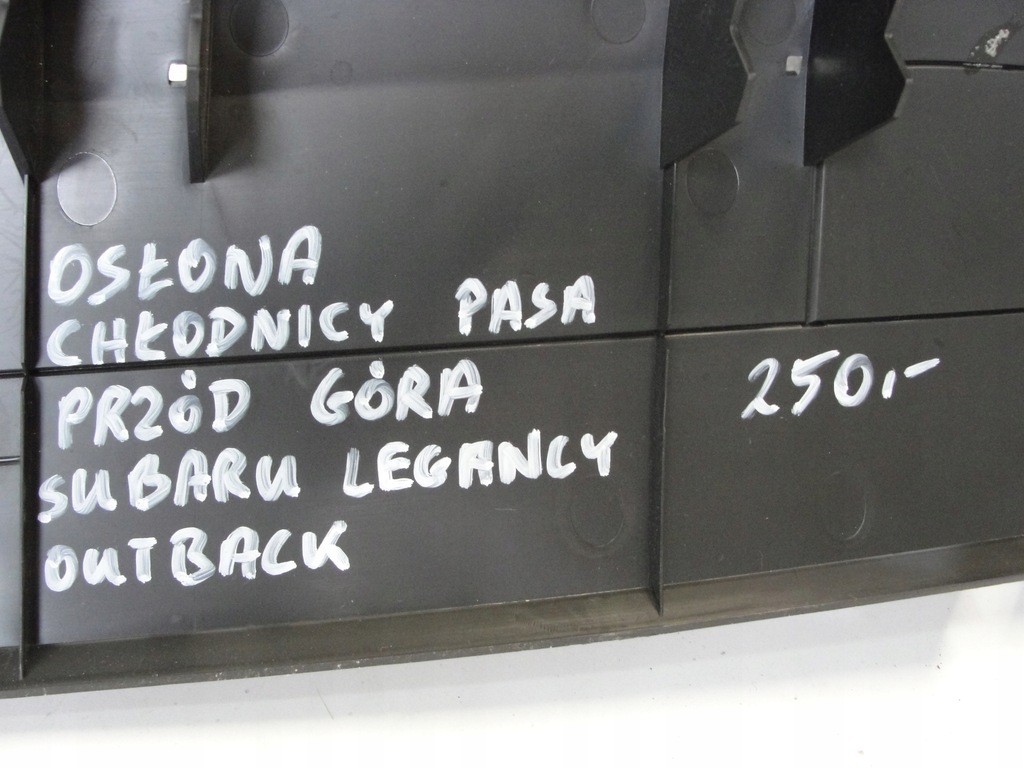 OSŁONA
CHŁODNICY PASA
PRZÓD GÓRA
SUBARU LEGANCY
OUTBACK
250,-